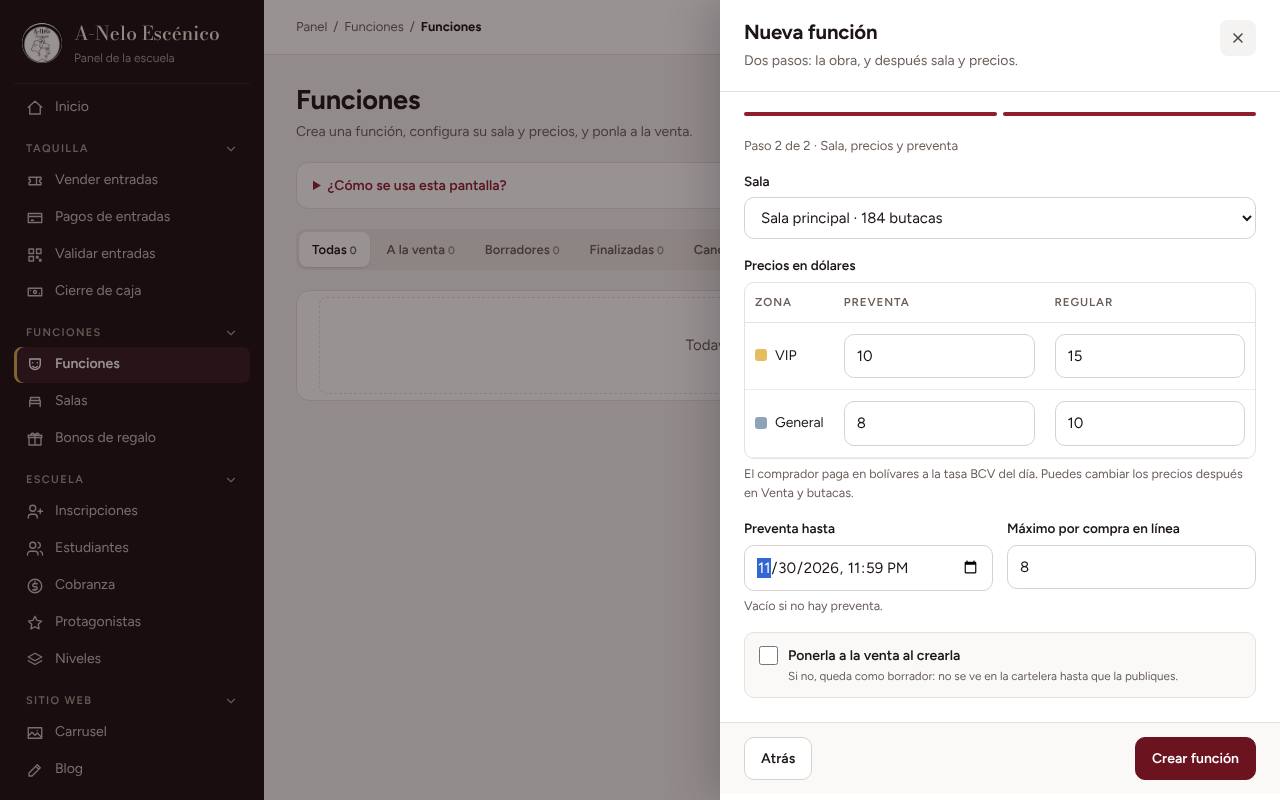 A-Nelo Escénico
Panel de la escuela
Inicio
TAQUILLA
Vender entradas
Pagos de entradas
Validar entradas
Cierre de caja
FUNCIONES
Funciones
Salas
Bonos de regalo
ESCUELA
Inscripciones
Estudiantes
Cobranza
Protagonistas
Niveles
SITIO WEB
Carrusel
Blog
Panel / Funciones / Funciones
Funciones
Crea una función, configura su sala y precios, y ponla a la venta.
¿Cómo se usa esta pantalla?
Todas 0 A la venta 0 Borradores 0 Finalizadas 0 Canc
Todav
Nueva función
Dos pasos: la obra, y después sala y precios.
Paso 2 de 2 · Sala, precios y preventa
Sala
Sala principal · 184 butacas
Precios en dólares
ZONA PREVENTA REGULAR
VIP 10 15
General 8 10
El comprador paga en bolívares a la tasa BCV del día. Puedes cambiar los precios después
en Venta y butacas.
Preventa hasta Máximo por compra en línea
11/30/2026, 11:59 PM 8
Vacío si no hay preventa.
Ponerla a la venta al crearla
Si no, queda como borrador: no se ve en la cartelera hasta que la publiques.
Atrás Crear función